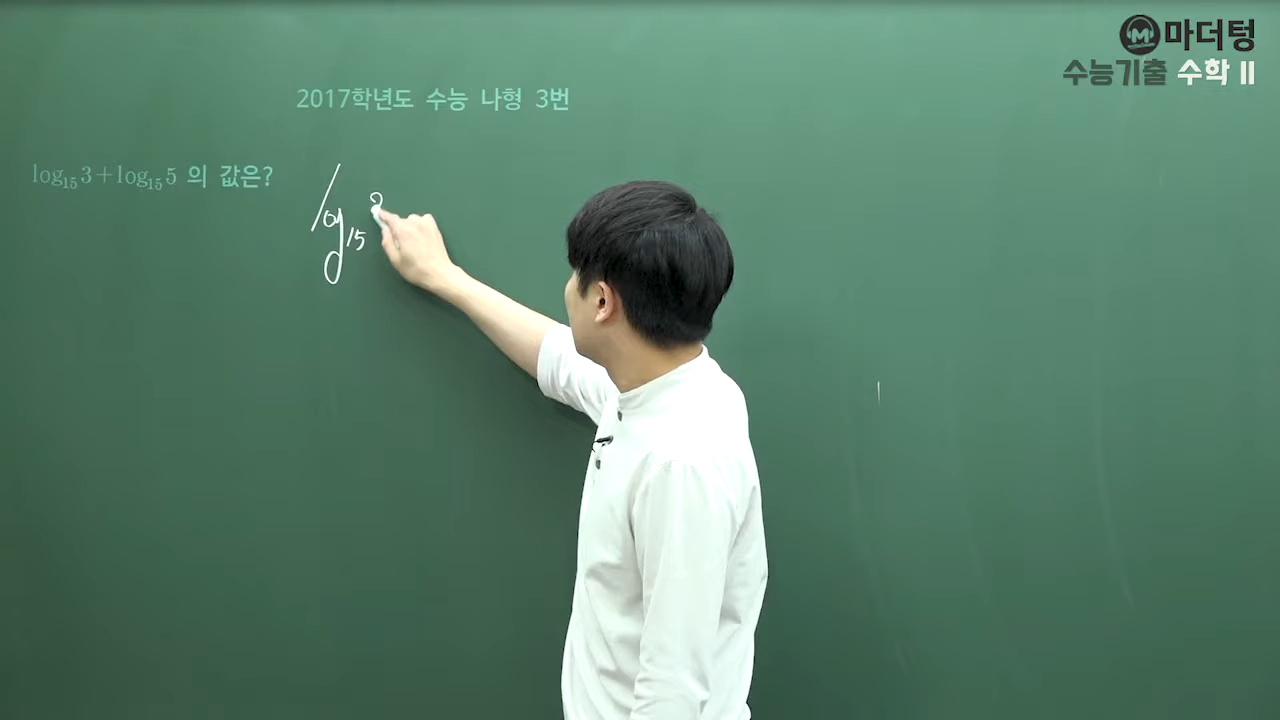 마더텅
수능기출 수학 II
2017학년도 수능 나형 3번
log₁₅3+log₁₅5 의 값은?
log₁₅